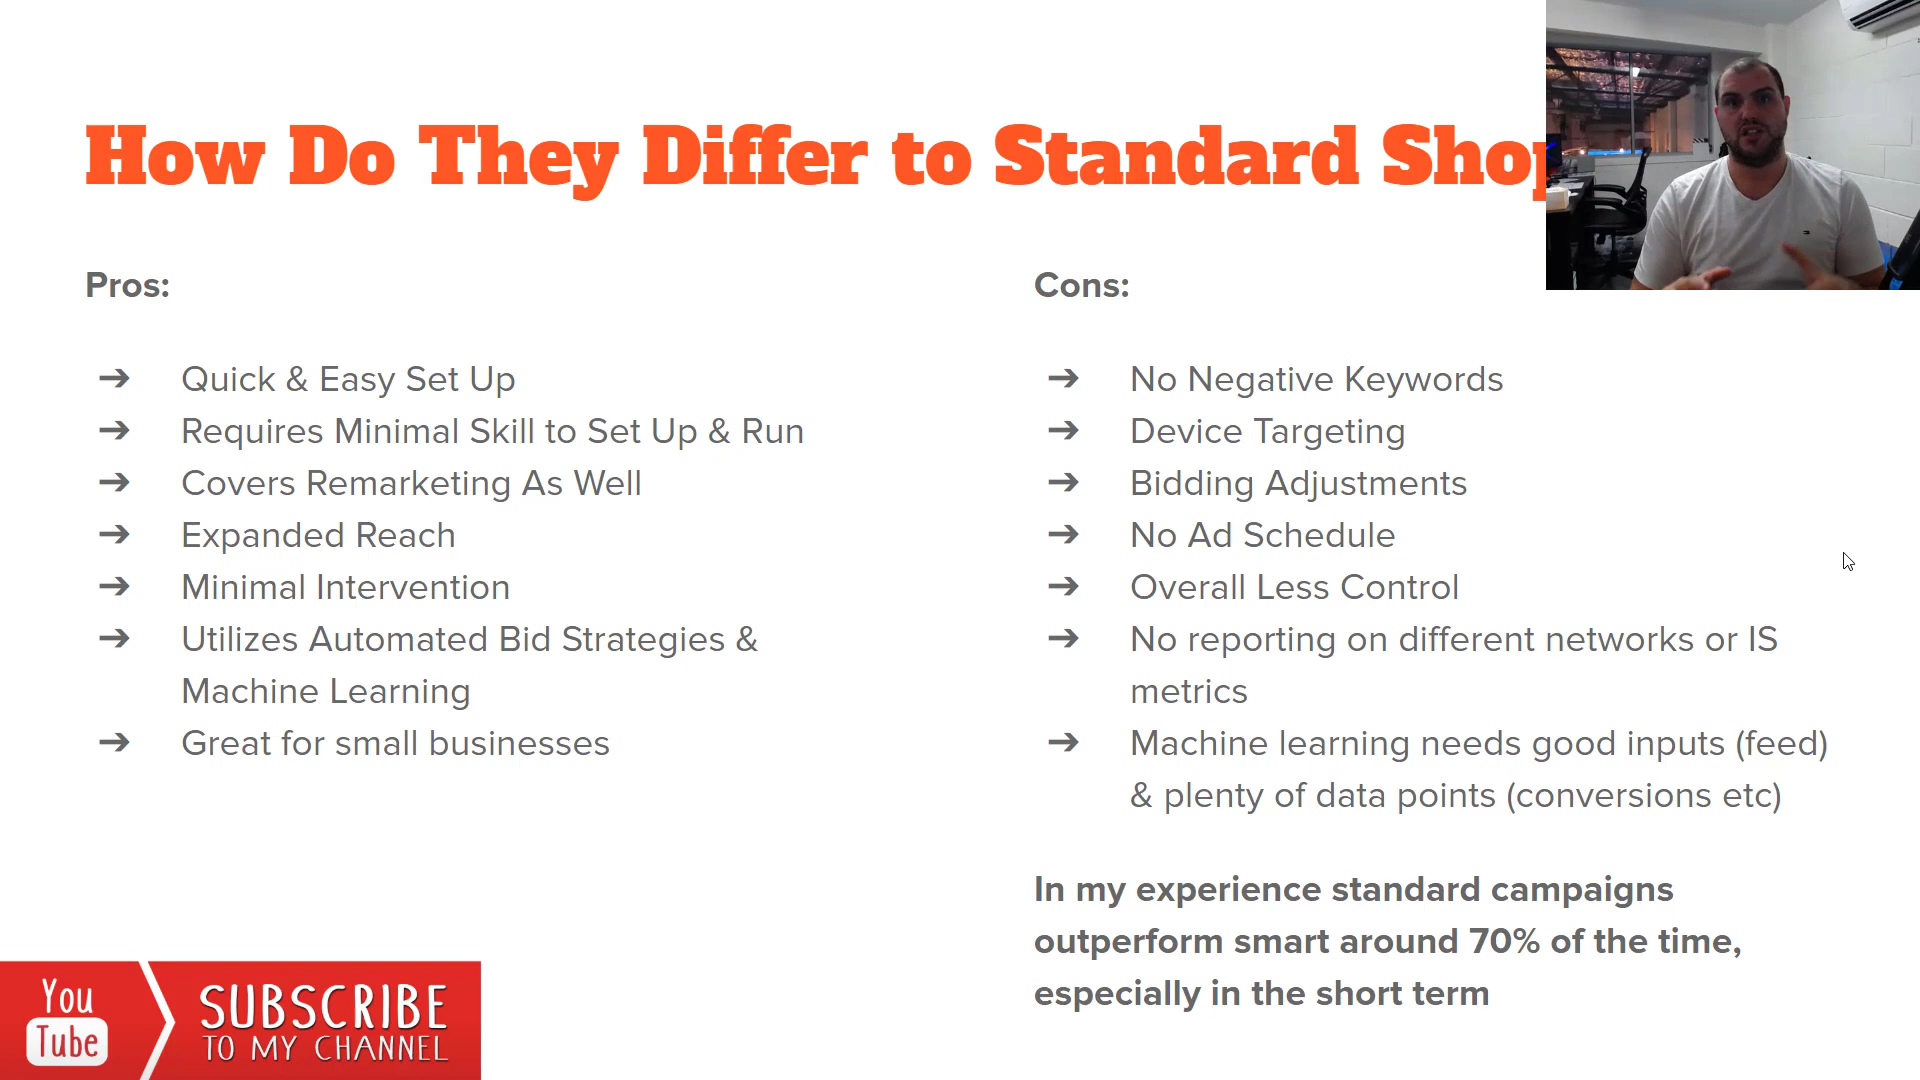 How Do They Differ to Standard
Pros:
➔ Quick & Easy Set Up
➔ Requires Minimal Skill to Set Up & Run
➔ Covers Remarketing As Well
➔ Expanded Reach
➔ Minimal Intervention
➔ Utilizes Automated Bid Strategies &
Machine Learning
➔ Great for small businesses
Cons:
➔ No Negative Keywords
➔ Device Targeting
➔ Bidding Adjustments
➔ No Ad Schedule
➔ Overall Less Control
➔ No reporting on different networks or IS
metrics
➔ Machine learning needs good inputs (feed)
& plenty of data points (conversions etc)
In my experience standard campaigns
outperform smart around 70% of the time,
especially in the short term
You
Tube
SUBSCRIBE
TO MY CHANNEL